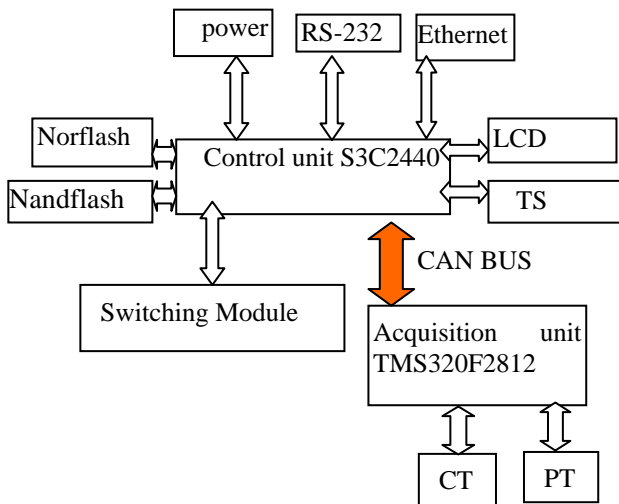 power
RS-232
Ethernet
Norflash
Control unit S3C2440
LCD
Nandflash
TS
CAN BUS
Switching Module
Acquisition unit
TMS320F2812
CT
PT